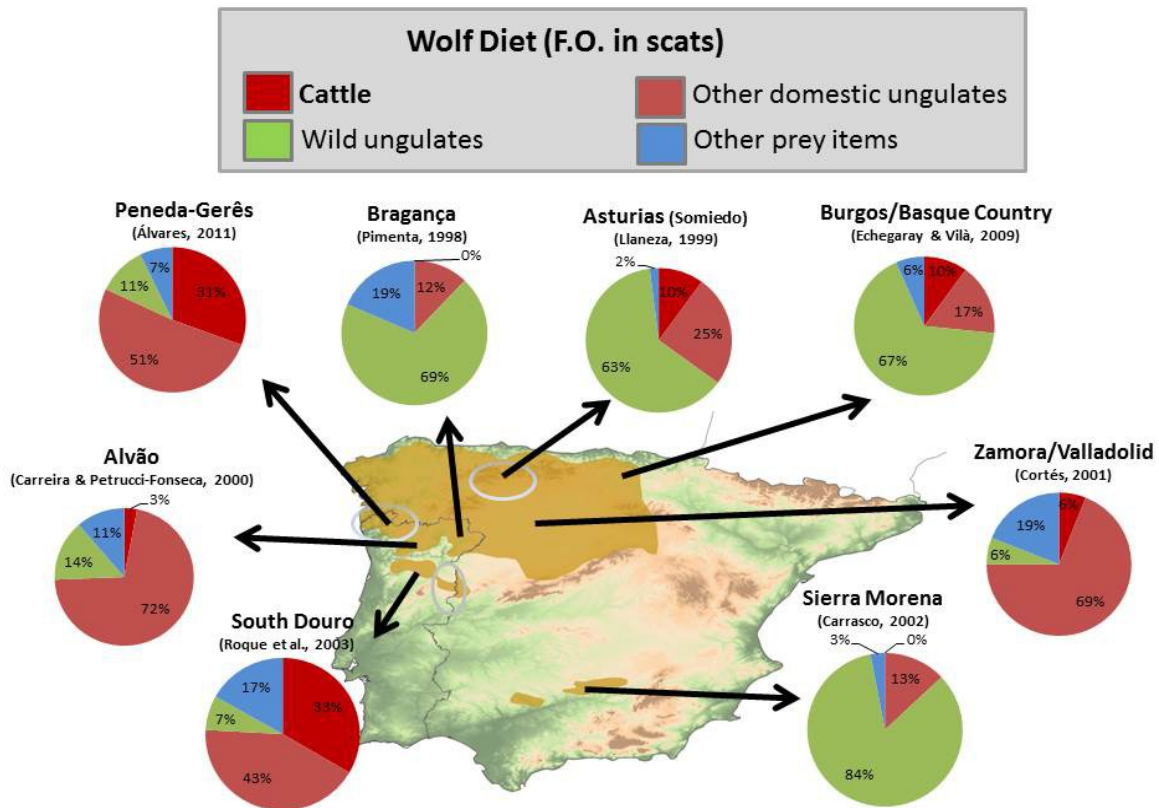 Wolf Diet (F.O. in scats)
Cattle
Other domestic ungulates
Wild ungulates
Other prey items
Peneda-Gerês
(Álvares, 2011)
7%
11%
31%
51%
Bragança
(Pimenta, 1998)
0%
19%
12%
69%
Asturias (Somiedo)
(Llaneza, 1999)
2%
10%
25%
63%
Burgos/Basque Country
(Echegaray & Vilà, 2009)
6%
10%
17%
67%
Alvão
(Carreira & Petrucci-Fonseca, 2000)
3%
11%
14%
72%
Zamora/Valladolid
(Cortés, 2001)
6%
19%
6%
69%
South Douro
(Roque et al., 2003)
17%
33%
7%
43%
Sierra Morena
(Carrasco, 2002)
3%
0%
13%
84%